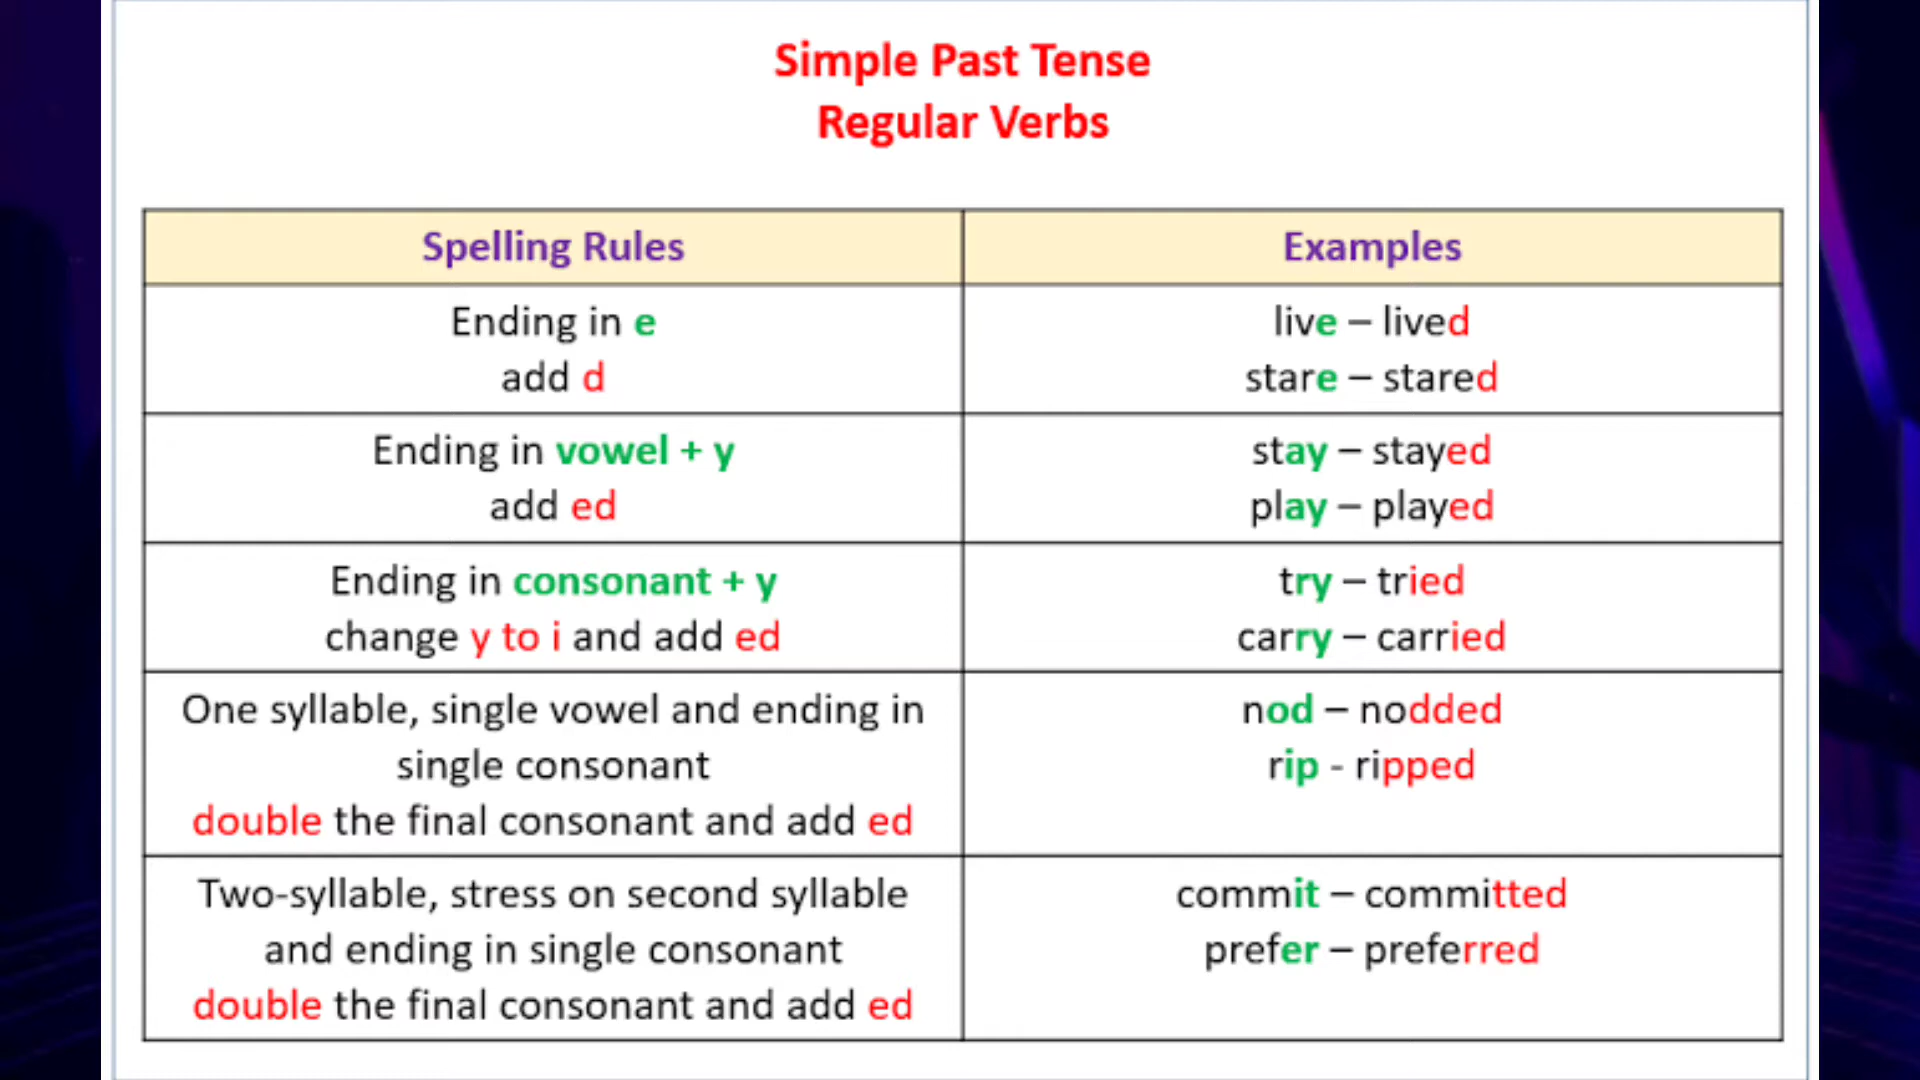 Simple Past Tense
Regular Verbs
Spelling Rules
Examples
Ending in e
add d
live – lived
stare – stared
Ending in vowel + y
add ed
stay – stayed
play – played
Ending in consonant + y
change y to i and add ed
try – tried
carry – carried
One syllable, single vowel and ending in
single consonant
double the final consonant and add ed
nod – nodded
rip - ripped
Two-syllable, stress on second syllable
and ending in single consonant
double the final consonant and add ed
commit – committed
prefer – preferred